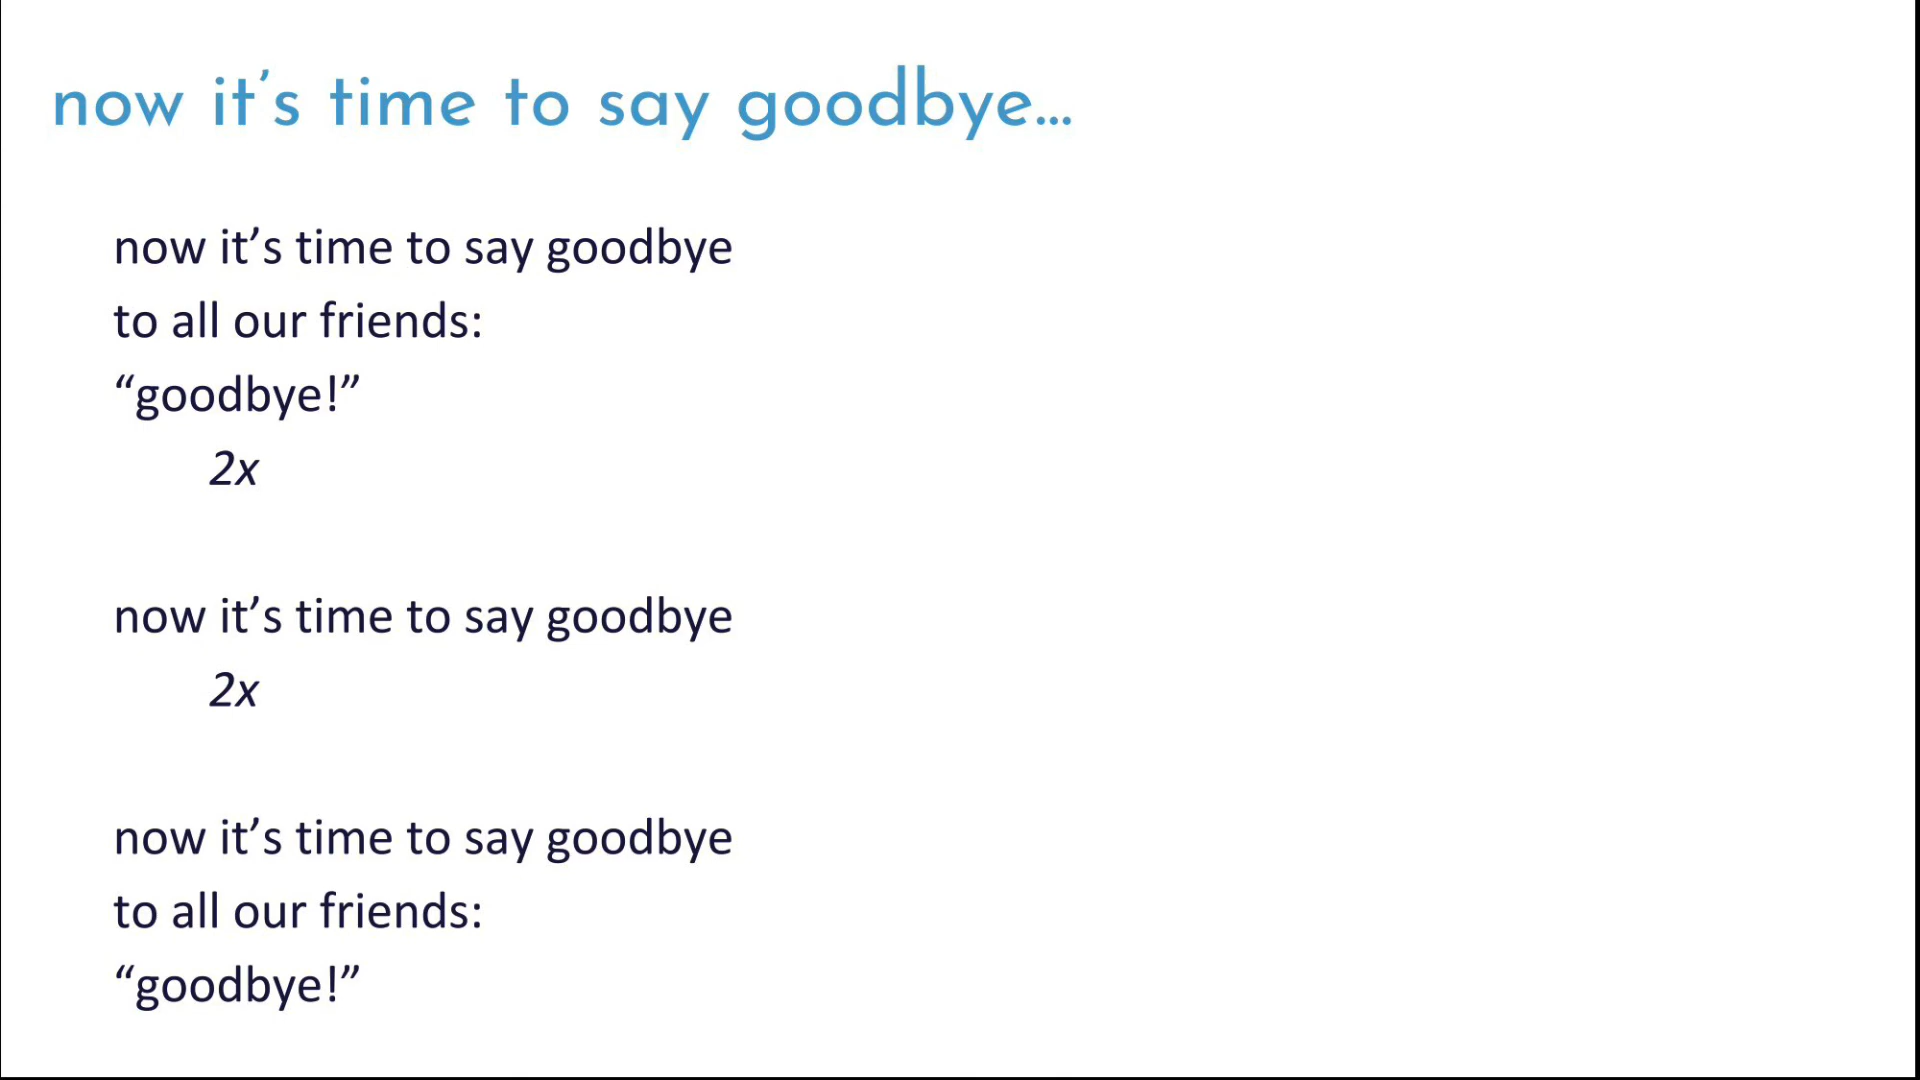 now it’s time to say goodbye…
now it’s time to say goodbye
to all our friends:
“goodbye!”
2x
now it’s time to say goodbye
2x
now it’s time to say goodbye
to all our friends:
“goodbye!”